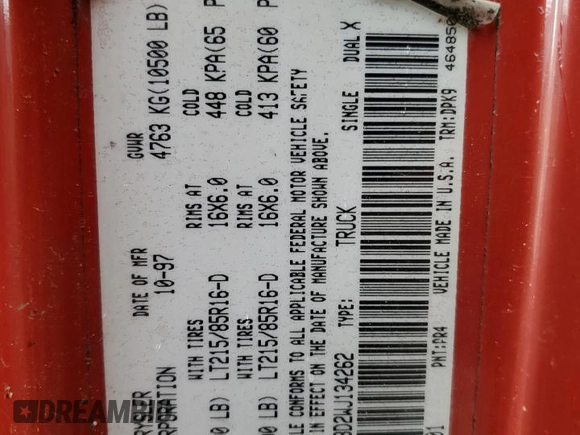 GVWR
4763 KG(10500 LB)
DATE OF MFR
10-97
CORPORATION
WITH TIRES RIMS AT COLD
LB) LT215/85R16-D 16X6.0 448 KPA(65 P
WITH TIRES RIMS AT COLD
LB) LT215/85R16-D 16X6.0 413 KPA(60 P
CONFORMS TO ALL APPLICABLE FEDERAL MOTOR VEHICLE SAFETY
IN EFFECT ON THE DATE OF MANUFACTURE SHOWN ABOVE.
D2WJ134262 TYPE: TRUCK SINGLE DUAL X
PNT:PR4 VEHICLE MADE IN U.S.A. TRM:DPK9
AUTOHELPERBOT